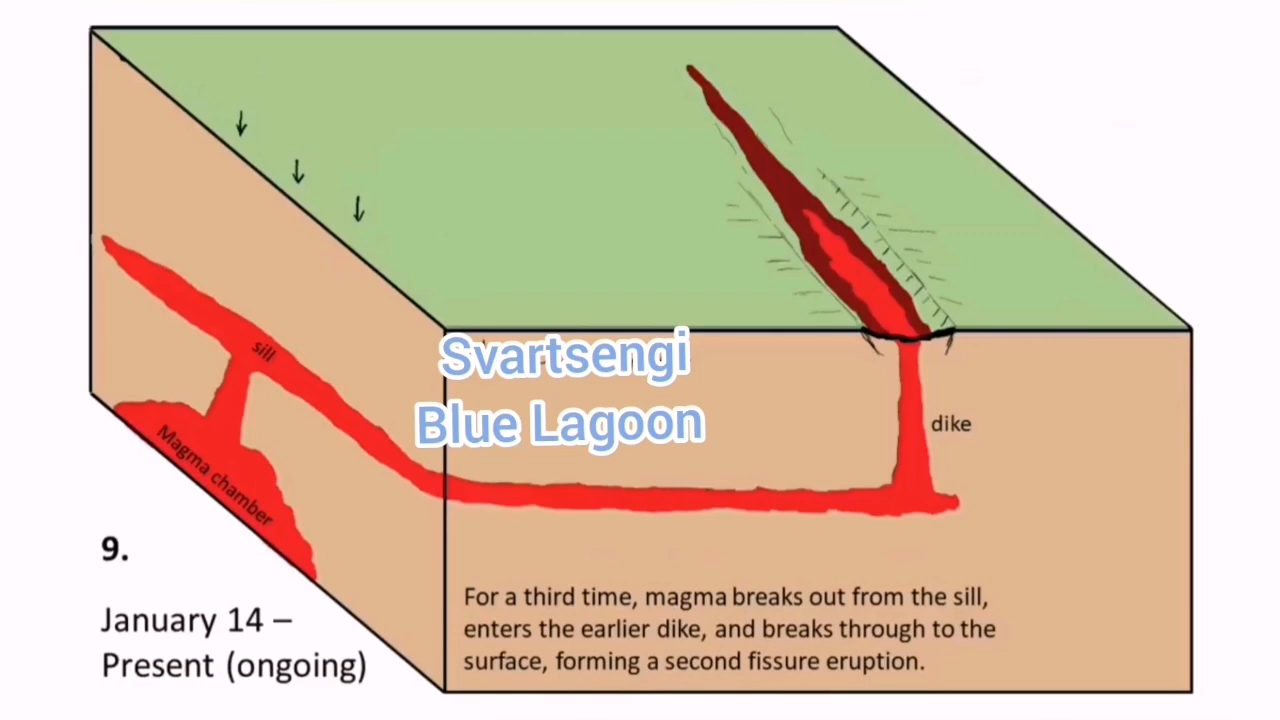 sill
Svartsengi
Blue Lagoon
dike
Magma chamber
9.
January 14 –
Present (ongoing)
For a third time, magma breaks out from the sill,
enters the earlier dike, and breaks through to the
surface, forming a second fissure eruption.